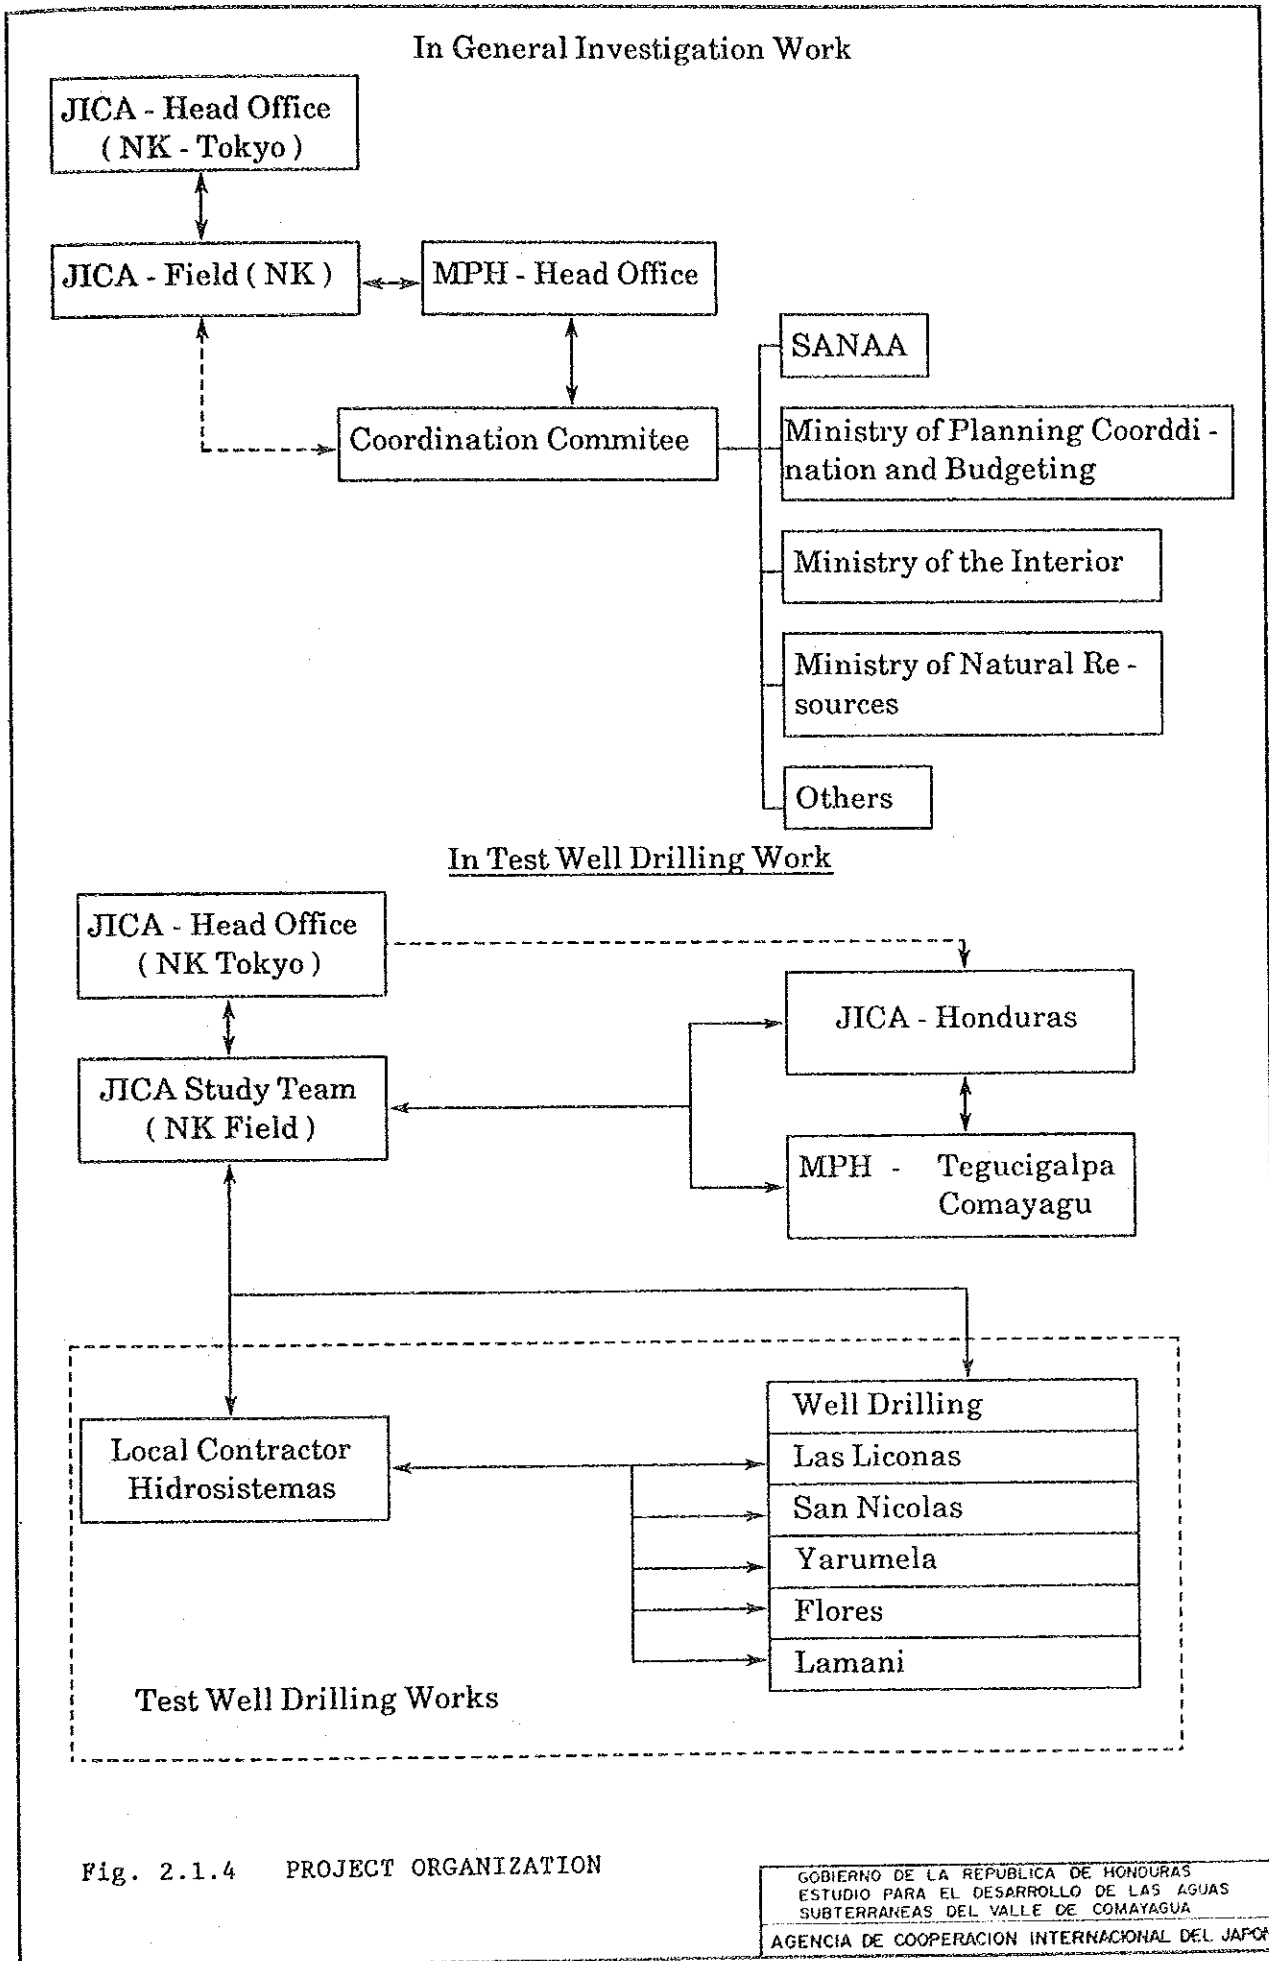 In General Investigation Work
JICA - Head Office
( NK - Tokyo )
JICA - Field ( NK )
MPH - Head Office
SANAA
Coordination Commitee
Ministry of Planning Coorddi -
nation and Budgeting
Ministry of the Interior
Ministry of Natural Re -
sources
Others
In Test Well Drilling Work
JICA - Head Office
( NK Tokyo )
JICA - Honduras
JICA Study Team
( NK Field )
MPH - Tegucigalpa
Comayagu
Local Contractor
Hidrosistemas
Well Drilling
Las Liconas
San Nicolas
Yarumela
Flores
Lamani
Test Well Drilling Works
Fig. 2.1.4 PROJECT ORGANIZATION
GOBIERNO DE LA REPUBLICA DE HONDURAS
ESTUDIO PARA EL DESARROLLO DE LAS AGUAS
SUBTERRANEAS DEL VALLE DE COMAYAGUA
AGENCIA DE COOPERACION INTERNACIONAL DEL JAPON